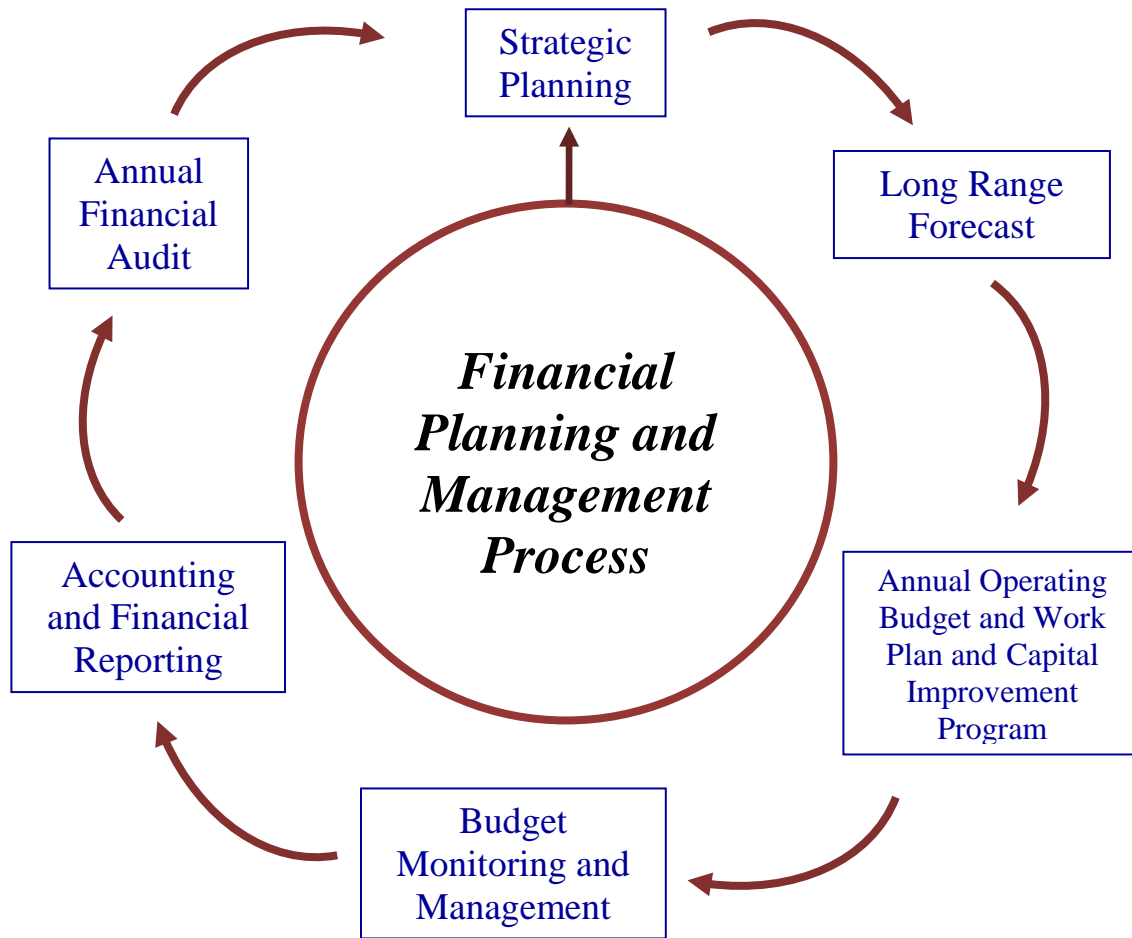 Strategic
Planning
Long Range
Forecast
Annual Operating
Budget and Work
Plan and Capital
Improvement
Program
Budget
Monitoring and
Management
Accounting
and Financial
Reporting
Annual
Financial
Audit
Financial
Planning and
Management
Process